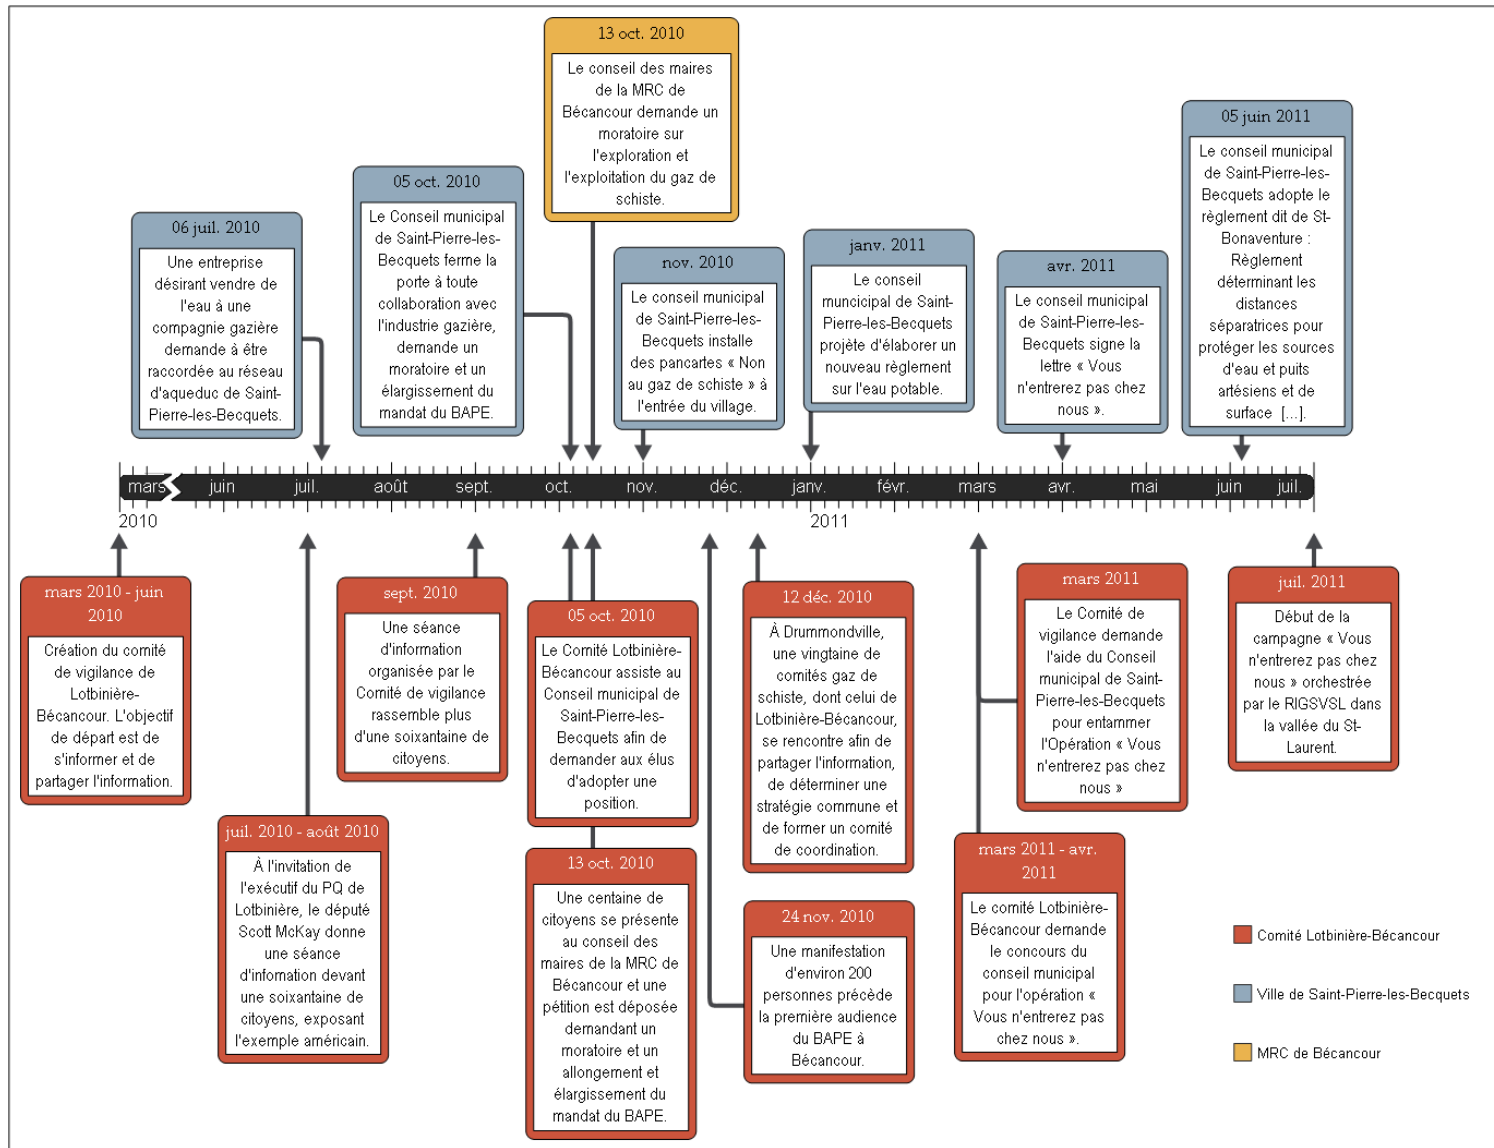 13 oct. 2010
Le conseil des maires
de la MRC de
Bécancour demande un
moratoire sur
l'exploration et
l'exploitation du gaz de
schiste.
05 juin 2011
Le conseil municipal
de Saint-Pierre-les-
Becquets adopte le
règlement dit de St-
Bonaventure :
Règlement
déterminant les
distances
séparatrices pour
protéger les sources
d'eau et puits
artésiens et de
surface [...].
05 oct. 2010
Le Conseil municipal
de Saint-Pierre-les-
Becquets ferme la
porte à toute
collaboration avec
l'industrie gazière,
demande un
moratoire et un
élargissement du
mandat du BAPE.
06 juil. 2010
Une entreprise
désirant vendre de
l'eau à une
compagnie gazière
demande à être
raccordée au réseau
d'aqueduc de Saint-
Pierre-les-Becquets.
nov. 2010
Le conseil municipal
de Saint-Pierre-les-
Becquets installe
des pancartes « Non
au gaz de schiste » à
l'entrée du village.
janv. 2011
Le conseil
muncicipal de Saint-
Pierre-les-Becquets
projète d'élaborer un
nouveau règlement
sur l'eau potable.
avr. 2011
Le conseil municipal
de Saint-Pierre-les-
Becquets signe la
lettre « Vous
n'entrerez pas chez
nous ».
mars juin juil. août sept. oct. nov. déc. janv. févr. mars avr. mai juin juil.
2010 2011
mars 2010 - juin
2010
Création du comité
de vigilance de
Lotbinière-
Bécancour. L'objectif
de départ est de
s'informer et de
partager l'information.
juil. 2010 - août 2010
À l'invitation de
l'exécutif du PQ de
Lotbinière, le député
Scott McKay donne
une séance
d'infomation devant
une soixantaine de
citoyens, exposant
l'exemple américain.
sept. 2010
Une séance
d'information
organisée par le
Comité de vigilance
rassemble plus
d'une soixantaine de
citoyens.
05 oct. 2010
Le Comité Lotbinière-
Bécancour assiste au
Conseil municipal de
Saint-Pierre-les-
Becquets afin de
demander aux élus
d'adopter une
position.
13 oct. 2010
Une centaine de
citoyens se présente
au conseil des
maires de la MRC de
Bécancour et une
pétition est déposée
demandant un
moratoire et un
allongement et
élargissement du
mandat du BAPE.
12 déc. 2010
À Drummondville,
une vingtaine de
comités gaz de
schiste, dont celui de
Lotbinière-Bécancour,
se rencontre afin de
partager l'information,
de déterminer une
stratégie commune et
de former un comité
de coordination.
24 nov. 2010
Une manifestation
d'environ 200
personnes précède
la première audience
du BAPE à
Bécancour.
mars 2011
Le Comité de
vigilance demande
l'aide du Conseil
municipal de Saint-
Pierre-les-Becquets
pour entammer
l'Opération « Vous
n'entrerez pas chez
nous »
mars 2011 - avr.
2011
Le comité Lotbinière-
Bécancour demande
le concours du
conseil municipal
pour l'opération «
Vous n'entrerez pas
chez nous ».
juil. 2011
Début de la
campagne « Vous
n'entrerez pas chez
nous » orchestrée
par le RIGSVSL dans
la vallée du St-
Laurent.
Comité Lotbinière-Bécancour
Ville de Saint-Pierre-les-Becquets
MRC de Bécancour